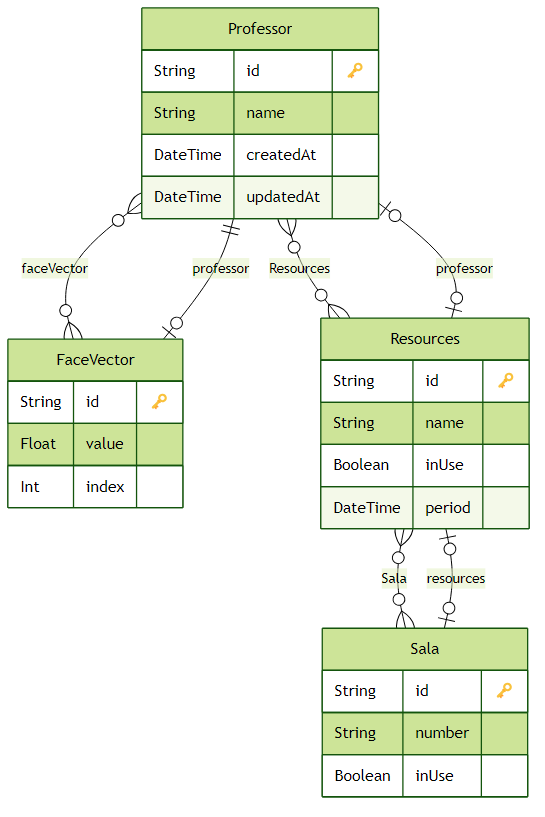 Professor
String id
String name
DateTime createdAt
DateTime updatedAt
faceVector professor Resources professor
FaceVector
String id
Float value
Int index
Resources
String id
String name
Boolean inUse
DateTime period
Sala resources
Sala
String id
String number
Boolean inUse